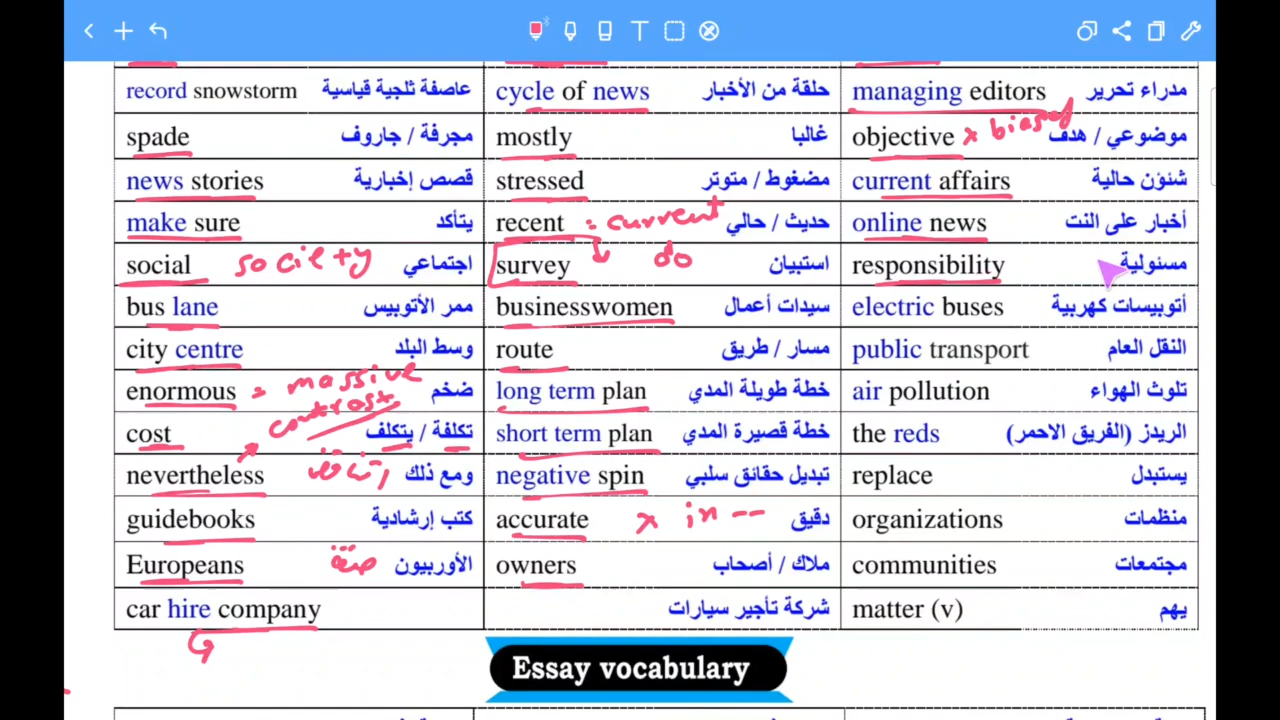 record snowstorm عاصفة ثلجية قياسية cycle of news حلقة من الأخبار managing editors مدراء تحرير
spade مجرفة / جاروف mostly غالبا objective x biased موضوعي / هدف
news stories قصص إخبارية stressed مضغوط / متوتر current affairs شئون حالية
make sure يتأكد recent = current حديث / حالي online news أخبار على النت
social society اجتماعي survey do استبيان responsibility مسئولية
bus lane ممر الأتوبيس businesswomen سيدات أعمال electric buses أتوبيسات كهربية
city centre وسط البلد route مسار / طريق public transport النقل العام
enormous = massive ضخم long term plan خطة طويلة المدي air pollution تلوث الهواء
cost contrast تكلفة / يتكلف short term plan خطة قصيرة المدي the reds الريدز (الفريق الاحمر)
nevertheless ومع ذلك negative spin تبديل حقائق سلبي replace يستبدل
guidebooks كتب إرشادية accurate x in -- دقيق organizations منظمات
Europeans صفة الأوربيون owners ملاك / أصحاب communities مجتمعات
car hire company شركة تأجير سيارات matter (v) يهم
Essay vocabulary